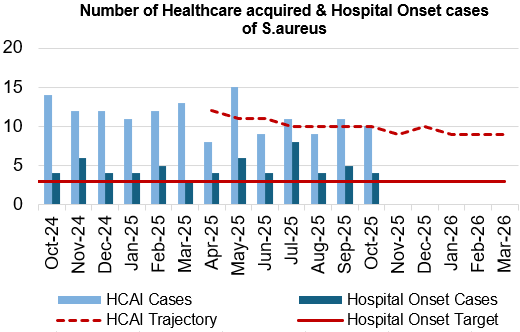 Number of Healthcare acquired & Hospital Onset cases
of S.aureus
20
15
10
5
0
Oct-24
Nov-24
Dec-24
Jan-25
Feb-25
Mar-25
Apr-25
May-25
Jun-25
Jul-25
Aug-25
Sep-25
Oct-25
Nov-25
Dec-25
Jan-26
Feb-26
Mar-26
HCAI Cases
Hospital Onset Cases
HCAI Trajectory
Hospital Onset Target